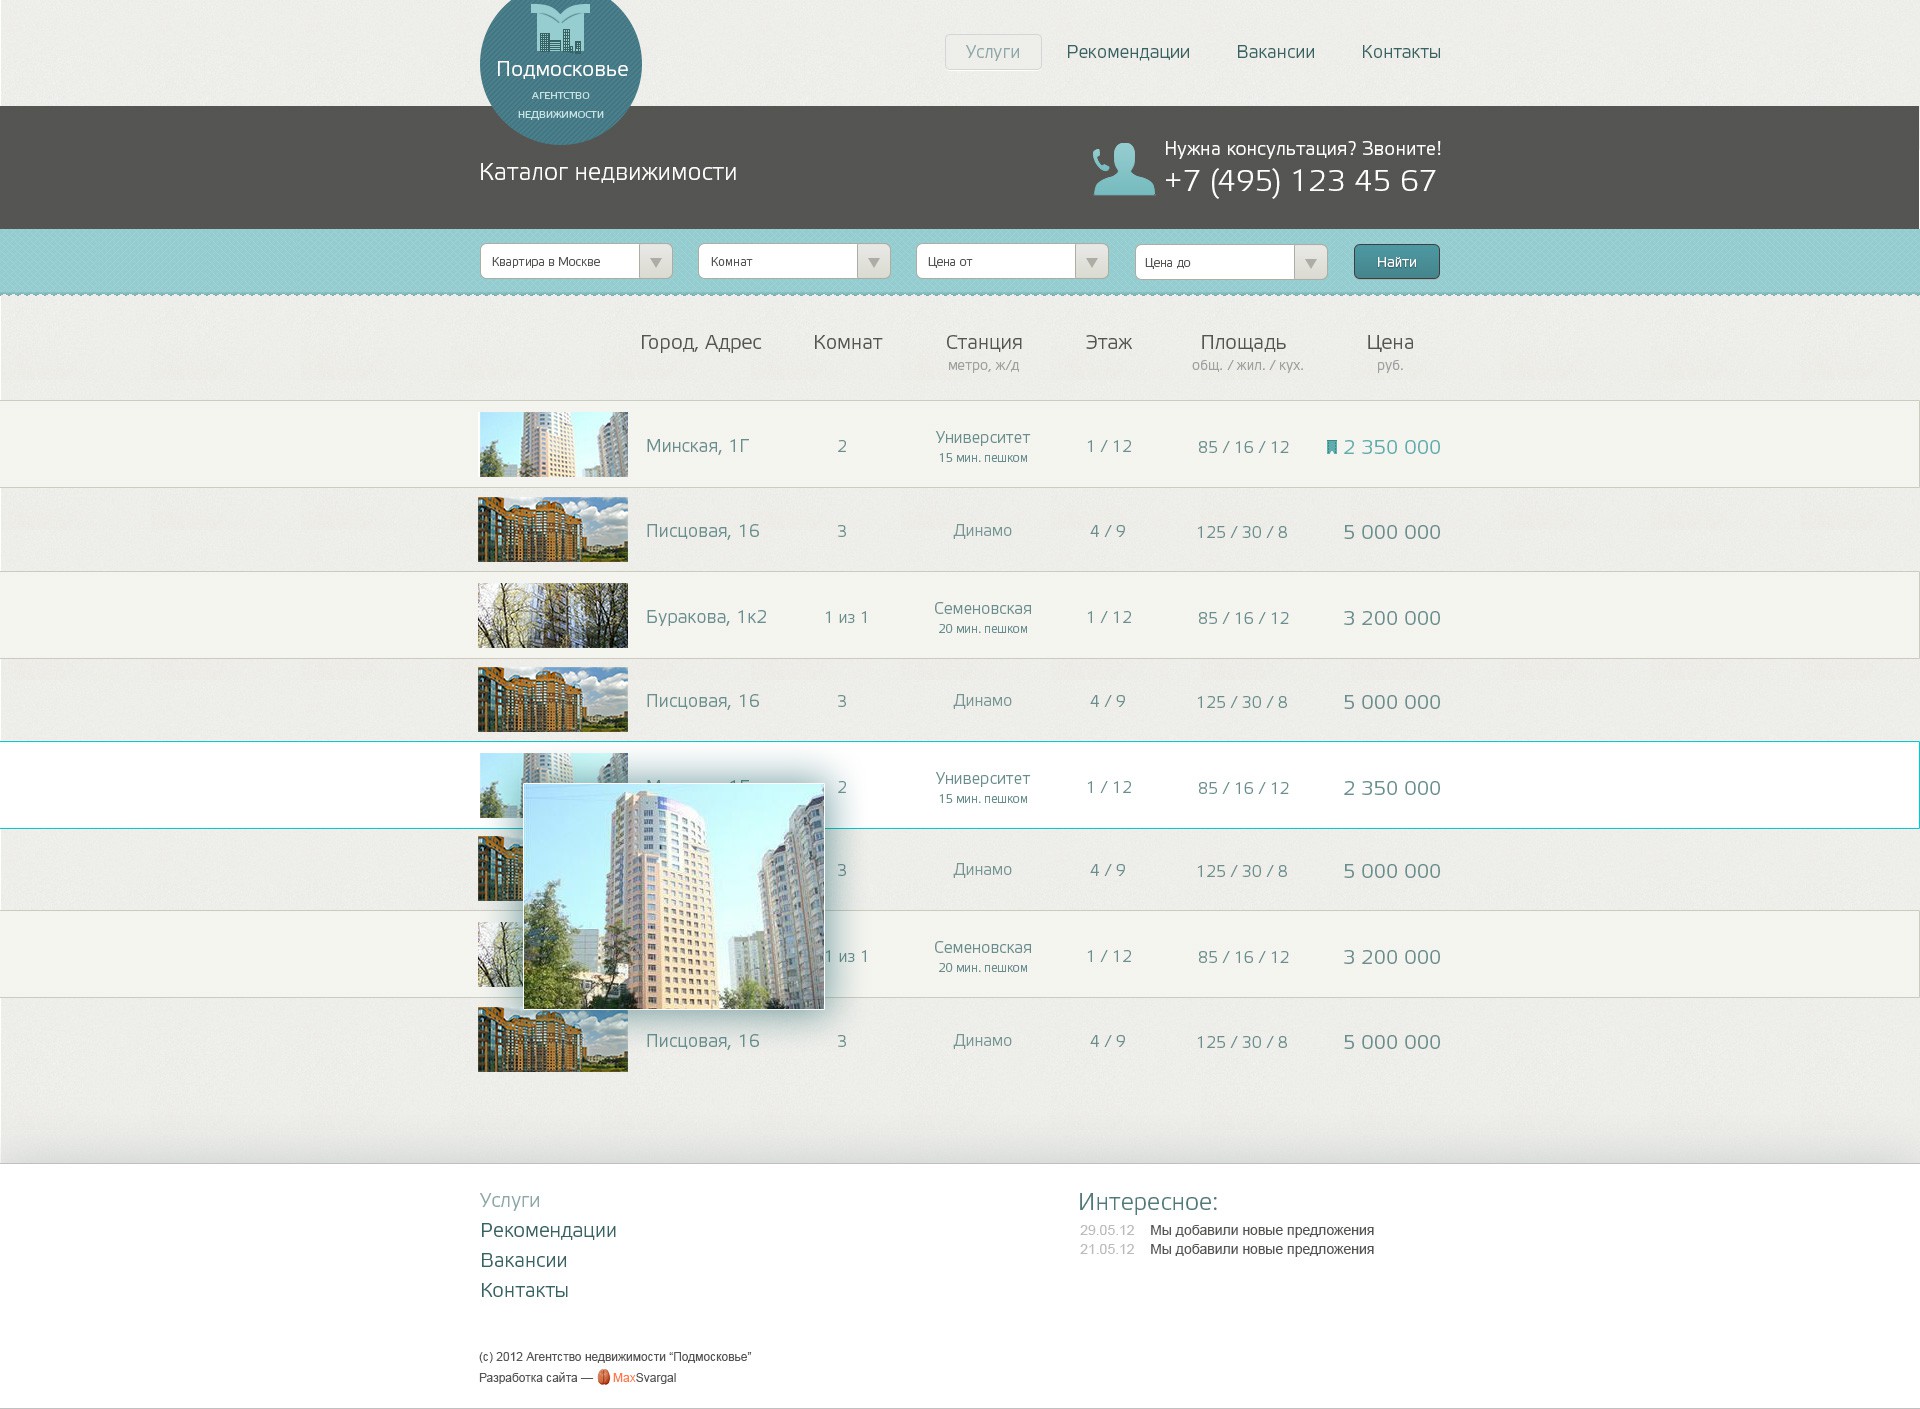 Подмосковье
АГЕНТСТВО
НЕДВИЖИМОСТИ
Услуги Рекомендации Вакансии Контакты
Каталог недвижимости
Нужна консультация? Звоните!
+7 (495) 123 45 67
Квартира в Москве Комнат Цена от Цена до Найти
Город, Адрес Комнат Станция Этаж Площадь Цена
метро, ж/д общ. / жил. / кух. руб.
Минская, 1Г 2 Университет 1 / 12 85 / 16 / 12 2 350 000
15 мин. пешком
Писцовая, 16 3 Динамо 4 / 9 125 / 30 / 8 5 000 000
Буракова, 1к2 1 из 1 Семеновская 1 / 12 85 / 16 / 12 3 200 000
20 мин. пешком
Писцовая, 16 3 Динамо 4 / 9 125 / 30 / 8 5 000 000
2 Университет 1 / 12 85 / 16 / 12 2 350 000
15 мин. пешком
3 Динамо 4 / 9 125 / 30 / 8 5 000 000
1 из 1 Семеновская 1 / 12 85 / 16 / 12 3 200 000
20 мин. пешком
Писцовая, 16 3 Динамо 4 / 9 125 / 30 / 8 5 000 000
Услуги
Рекомендации
Вакансии
Контакты
Интересное:
29.05.12 Мы добавили новые предложения
21.05.12 Мы добавили новые предложения
(c) 2012 Агентство недвижимости “Подмосковье”
Разработка сайта — MaxSvargal